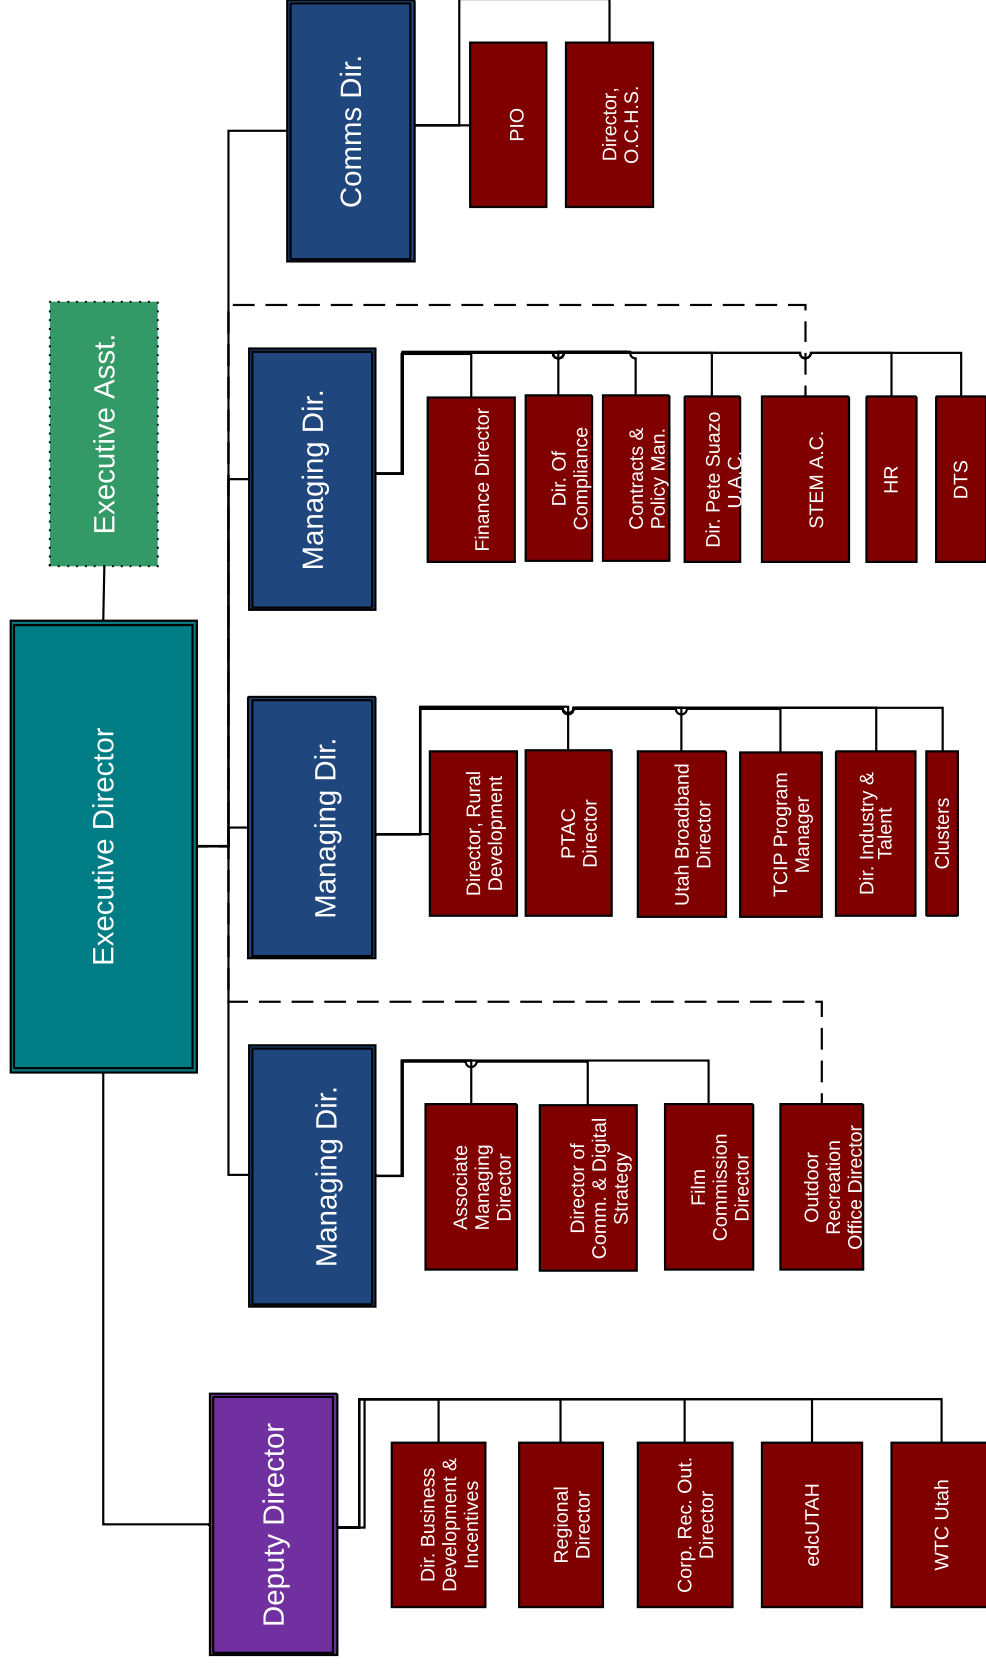 Executive Director
Executive Asst.
Deputy Director
Managing Dir.
Managing Dir.
Managing Dir.
Comms Dir.
Dir. Business
Development &
Incentives
Regional
Director
Corp. Rec. Out.
Director
edcUTAH
WTC Utah
Associate
Managing
Director
Director of
Comm. & Digital
Strategy
Film
Commission
Director
Outdoor
Recreation
Office Director
Director, Rural
Development
PTAC
Director
Utah Broadband
Director
TCIP Program
Manager
Dir. Industry &
Talent
Clusters
Finance Director
Dir. Of
Compliance
Contracts &
Policy Man.
Dir. Pete Suazo
U.A.C.
STEM A.C.
HR
DTS
PIO
Director,
O.C.H.S.